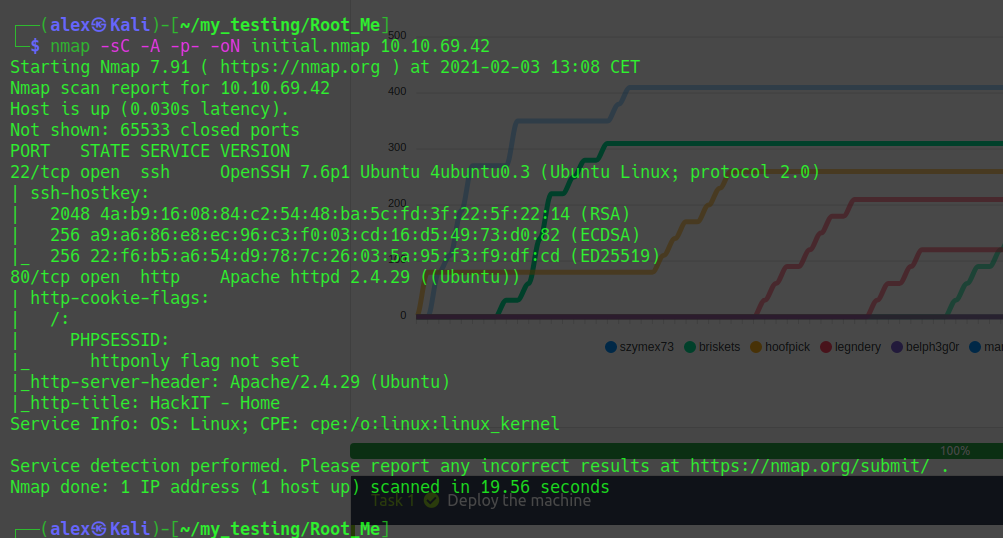 ┌──(alex㉿Kali)-[~/my_testing/Root_Me]
└─$ nmap -sC -A -p- -oN initial.nmap 10.10.69.42
Starting Nmap 7.91 ( https://nmap.org ) at 2021-02-03 13:08 CET
Nmap scan report for 10.10.69.42
Host is up (0.030s latency).
Not shown: 65533 closed ports
PORT   STATE SERVICE VERSION
22/tcp open  ssh     OpenSSH 7.6p1 Ubuntu 4ubuntu0.3 (Ubuntu Linux; protocol 2.0)
| ssh-hostkey:
|   2048 4a:b9:16:08:84:c2:54:48:ba:5c:fd:3f:22:5f:22:14 (RSA)
|   256 a9:a6:86:e8:ec:96:c3:f0:03:cd:16:d5:49:73:d0:82 (ECDSA)
|_  256 22:f6:b5:a6:54:d9:78:7c:26:03:5a:95:f3:f9:df:cd (ED25519)
80/tcp open  http    Apache httpd 2.4.29 ((Ubuntu))
| http-cookie-flags:
|   /:
|     PHPSESSID:
|_      httponly flag not set
|_http-server-header: Apache/2.4.29 (Ubuntu)
|_http-title: HackIT - Home
Service Info: OS: Linux; CPE: cpe:/o:linux:linux_kernel
Service detection performed. Please report any incorrect results at https://nmap.org/submit/ .
Nmap done: 1 IP address (1 host up) scanned in 19.56 seconds
┌──(alex㉿Kali)-[~/my_testing/Root_Me]
500
400
300
200
0
szymex73 briskets hoofpick legndery belph3g0r
100%
Task 1 Deploy the machine